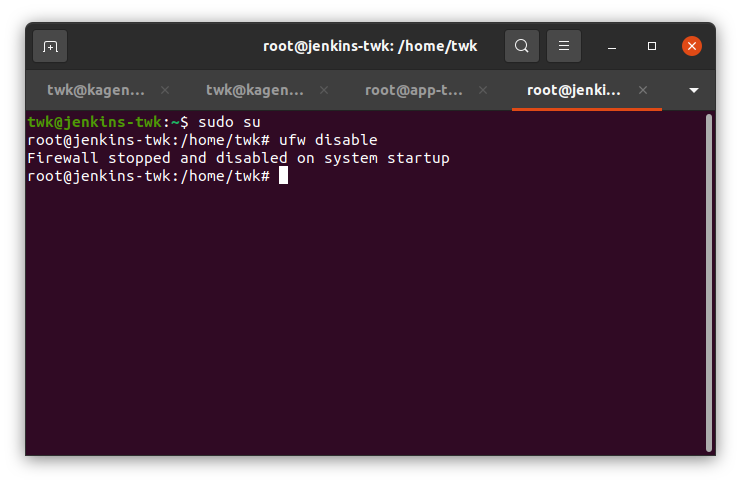 root@jenkins-twk: /home/twk
twk@kagen... twk@kagen... root@app-t... root@jenki...
twk@jenkins-twk:~$ sudo su
root@jenkins-twk:/home/twk# ufw disable
Firewall stopped and disabled on system startup
root@jenkins-twk:/home/twk#